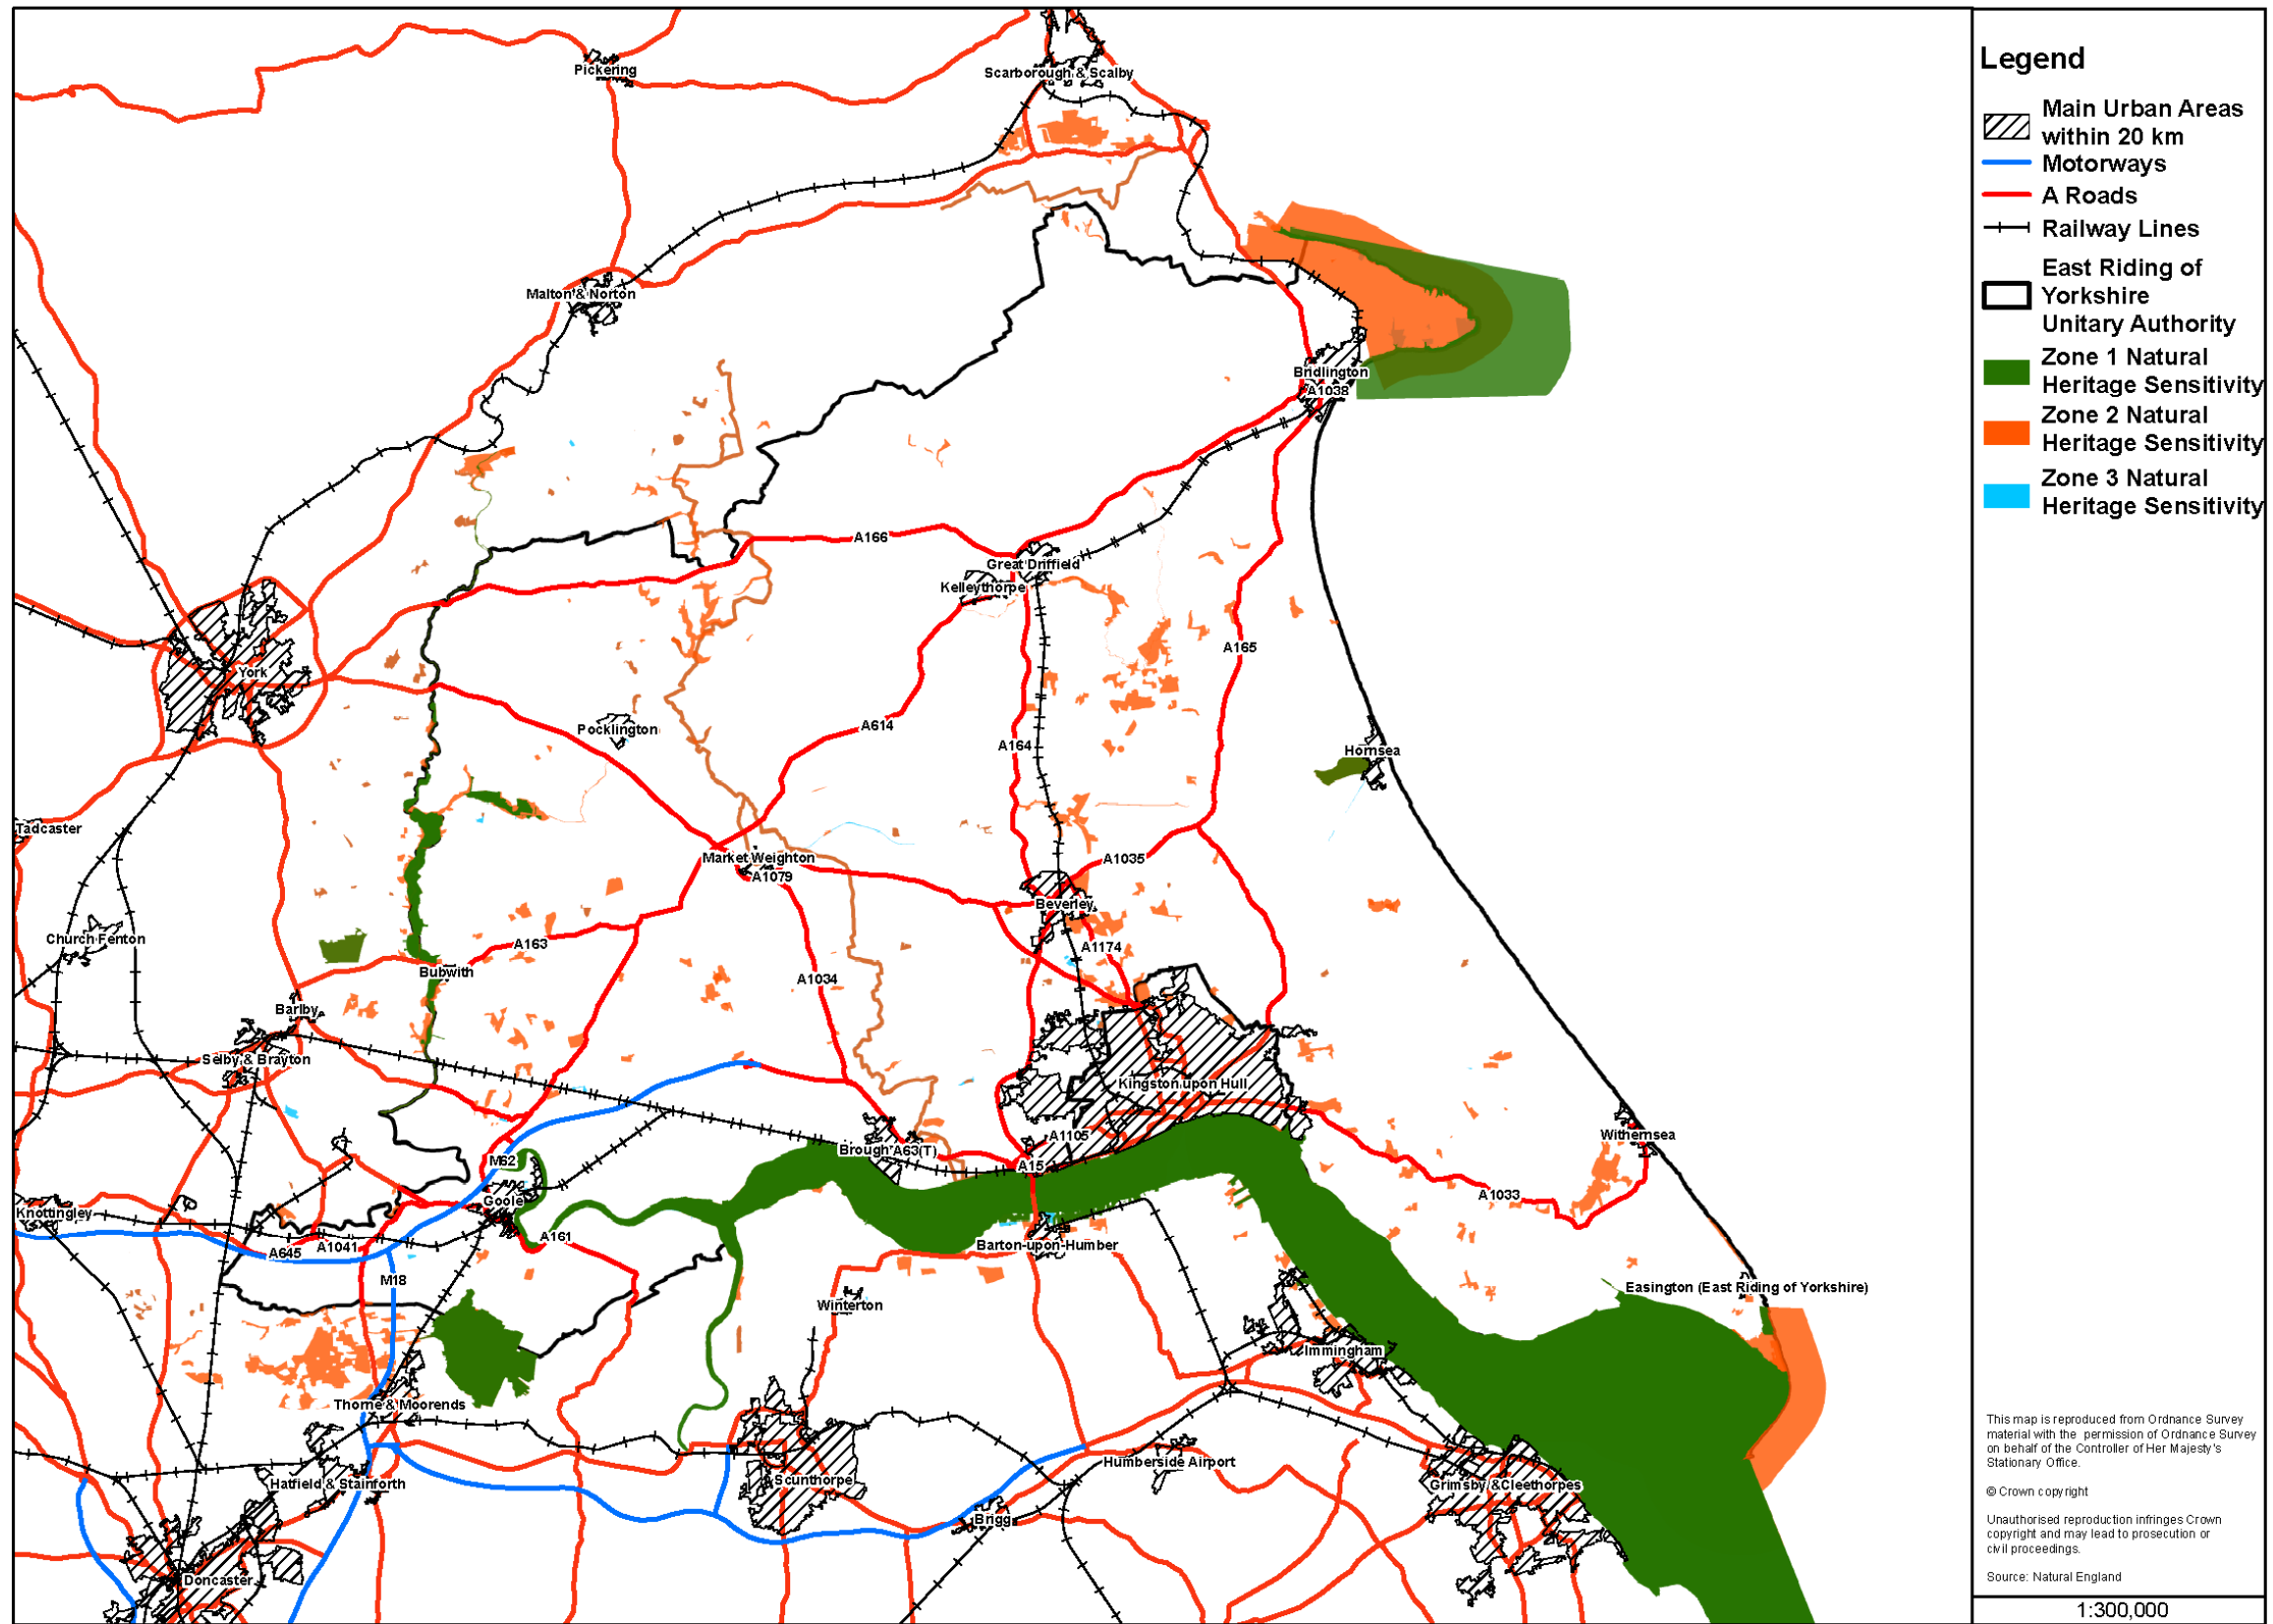 Pickering
Scarborough & Scalby
Malton & Norton
Bridlington
A1038
A166
Great Driffield
Kelleythorpe
York
A165
Pocklington
A614
A164
Hornsea
Tadcaster
Market Weighton
A1079
A1035
Beverley
Church Fenton
A163
A1174
Bubwith
A1034
Barlby
Selby & Brayton
Kingston upon Hull
A1105
Withernsea
Brough
A63(T)
M62
A15
Goole
A1033
Knottingley
A161
A645
A1041
Barton-upon-Humber
M18
Easington (East Riding of Yorkshire)
Winterton
Immingham
Thorne & Moorends
Humberside Airport
Hatfield & Stainforth
Scunthorpe
Grimsby & Cleethorpes
Brigg
Doncaster
Legend
Main Urban Areas
within 20 km
Motorways
A Roads
Railway Lines
East Riding of
Yorkshire
Unitary Authority
Zone 1 Natural
Heritage Sensitivity
Zone 2 Natural
Heritage Sensitivity
Zone 3 Natural
Heritage Sensitivity
This map is reproduced from Ordnance Survey
material with the permission of Ordnance Survey
on behalf of the Controller of Her Majesty's
Stationary Office.
© Crown copyright
Unauthorised reproduction infringes Crown
copyright and may lead to prosecution or
civil proceedings.
Source: Natural England
1:300,000